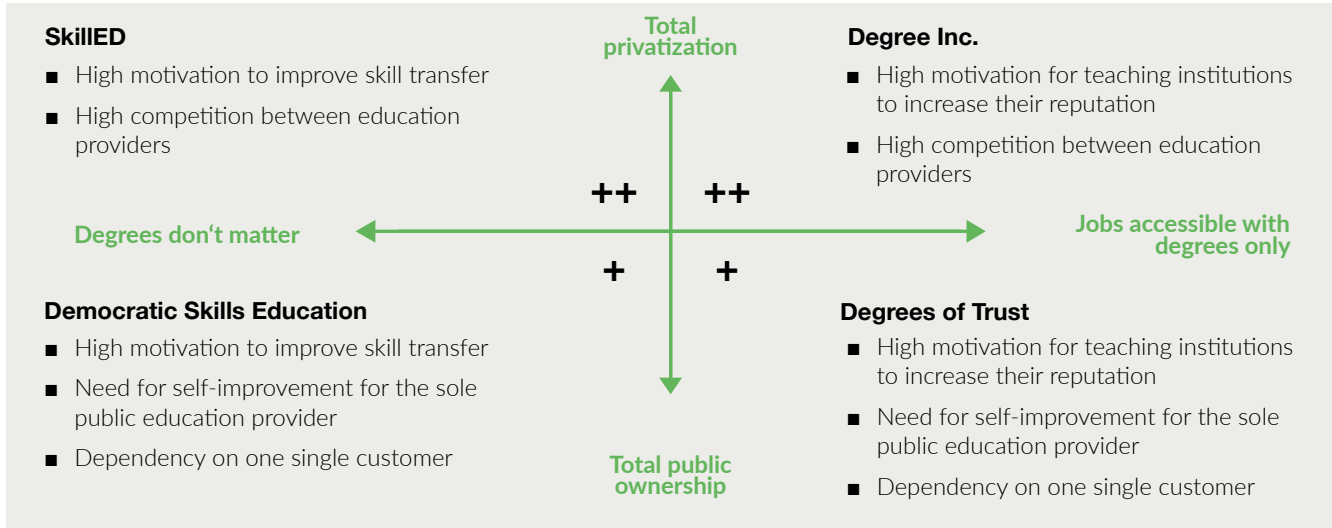 SkillED
■ High motivation to improve skill transfer
■ High competition between education
providers
Total
privatization
Degree Inc.
■ High motivation for teaching institutions
to increase their reputation
■ High competition between education
providers
++
++
Degrees don‘t matter
Jobs accessible with
degrees only
+
+
Democratic Skills Education
■ High motivation to improve skill transfer
■ Need for self-improvement for the sole
public education provider
■ Dependency on one single customer
Total public
ownership
Degrees of Trust
■ High motivation for teaching institutions
to increase their reputation
■ Need for self-improvement for the sole
public education provider
■ Dependency on one single customer